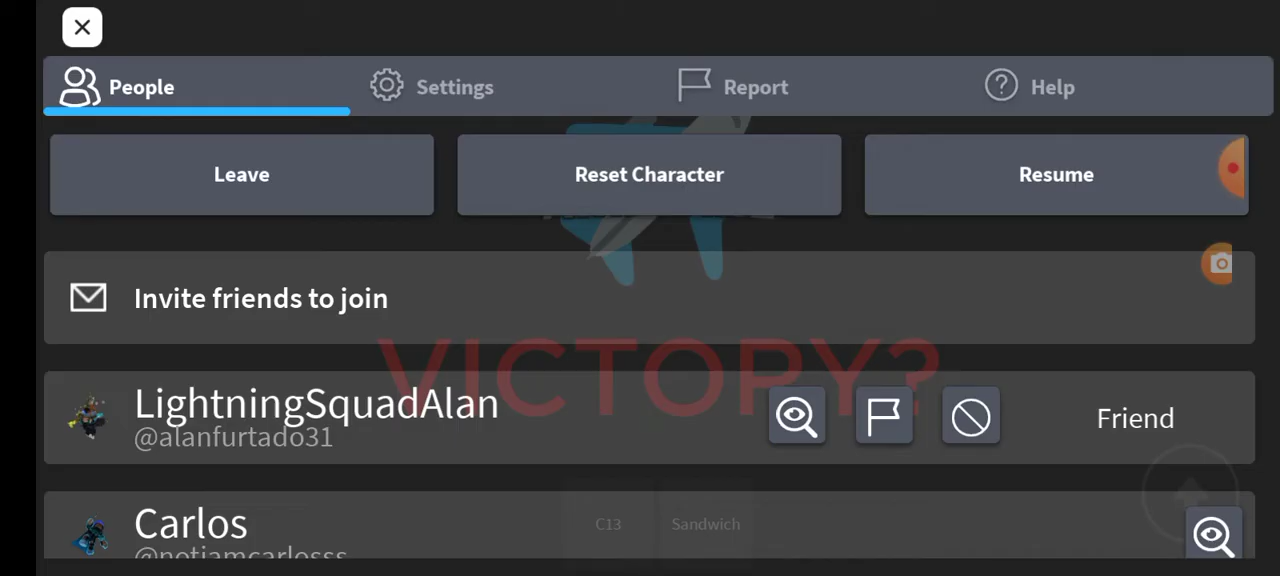 People
Settings
Report
Help
Leave
Reset Character
Resume
Invite friends to join
VICTORY?
LightningSquadAlan
@alanfurtado31
Friend
Carlos
@notiamcarlosss
C13
Sandwich